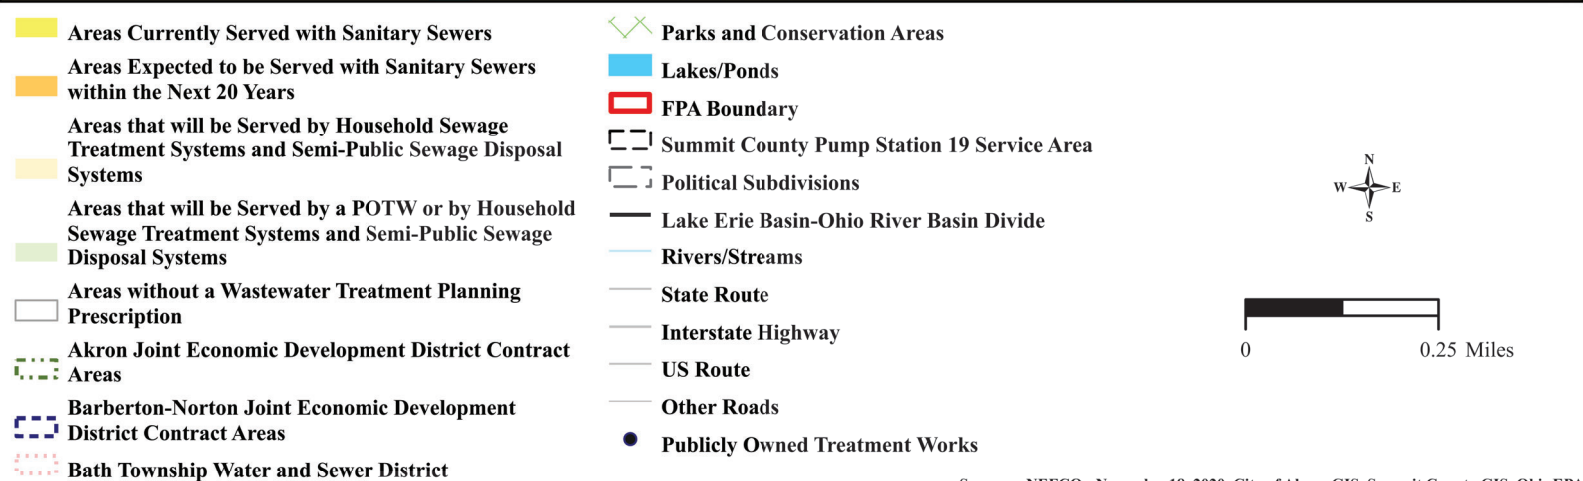 Areas Currently Served with Sanitary Sewers
Areas Expected to be Served with Sanitary Sewers
within the Next 20 Years
Areas that will be Served by Household Sewage
Treatment Systems and Semi-Public Sewage Disposal
Systems
Areas that will be Served by a POTW or by Household
Sewage Treatment Systems and Semi-Public Sewage
Disposal Systems
Areas without a Wastewater Treatment Planning
Prescription
Akron Joint Economic Development District Contract
Areas
Barberton-Norton Joint Economic Development
District Contract Areas
Bath Township Water and Sewer District
Parks and Conservation Areas
Lakes/Ponds
FPA Boundary
Summit County Pump Station 19 Service Area
Political Subdivisions
Lake Erie Basin-Ohio River Basin Divide
Rivers/Streams
State Route
Interstate Highway
US Route
Other Roads
Publicly Owned Treatment Works
N
W E
S
0 0.25 Miles